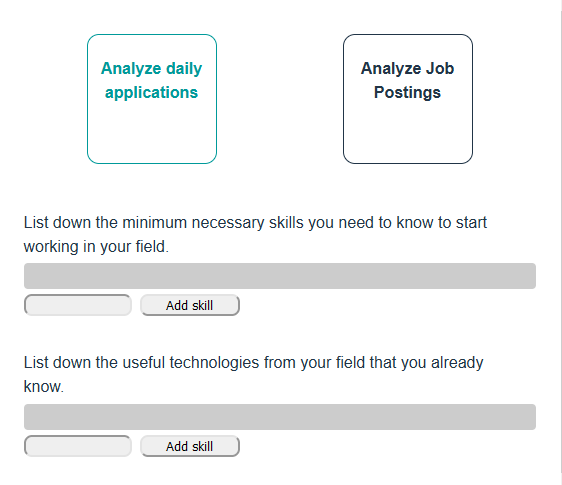 Analyze daily
applications
Analyze Job
Postings
List down the minimum necessary skills you need to know to start
working in your field.
Add skill
List down the useful technologies from your field that you already
know.
Add skill